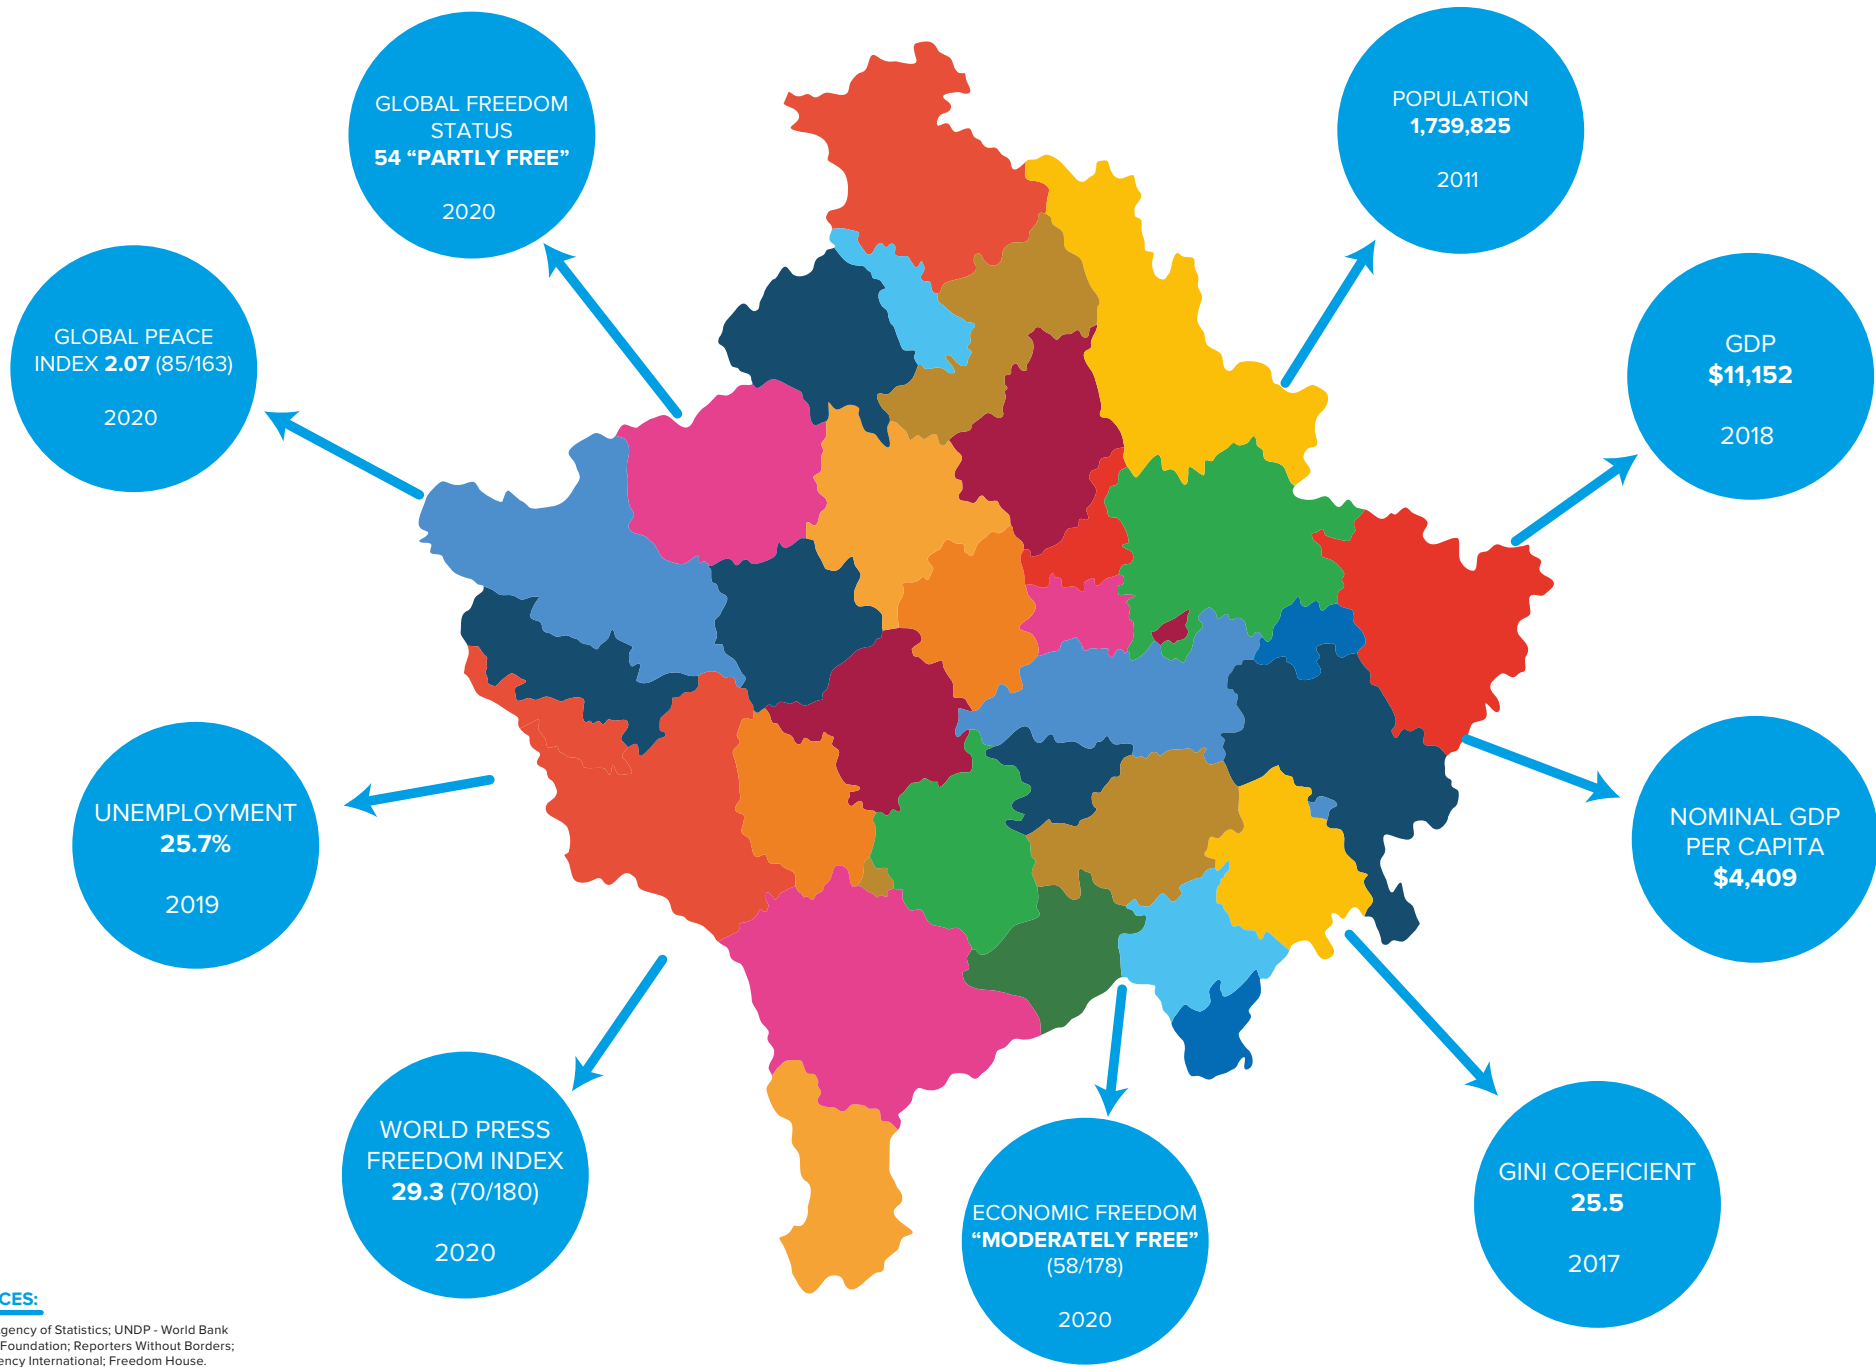 GLOBAL FREEDOM
STATUS
54 “PARTLY FREE”
2020
POPULATION
1,739,825
2011
GLOBAL PEACE
INDEX 2.07 (85/163)
2020
GDP
$11,152
2018
UNEMPLOYMENT
25.7%
2019
NOMINAL GDP
PER CAPITA
$4,409
WORLD PRESS
FREEDOM INDEX
29.3 (70/180)
2020
ECONOMIC FREEDOM
“MODERATELY FREE”
(58/178)
2020
GINI COEFICIENT
25.5
2017
CES:
gency of Statistics; UNDP - World Bank
Foundation; Reporters Without Borders;
ency International; Freedom House.